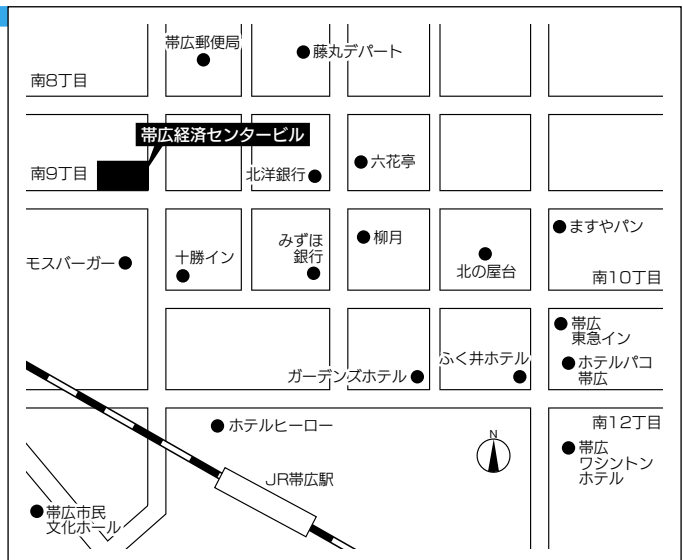 帯広郵便局
藤丸デパート
南8丁目
帯広経済センタービル
南9丁目
北洋銀行
六花亭
モスバーガー
十勝イン
みずほ
銀行
柳月
北の屋台
ますやパン
南10丁目
帯広
東急イン
ガーデンズホテル
ふく井ホテル
ホテルパコ
帯広
ホテルヒーロー
N
南12丁目
帯広
ワシントン
ホテル
JR帯広駅
帯広市民
文化ホール